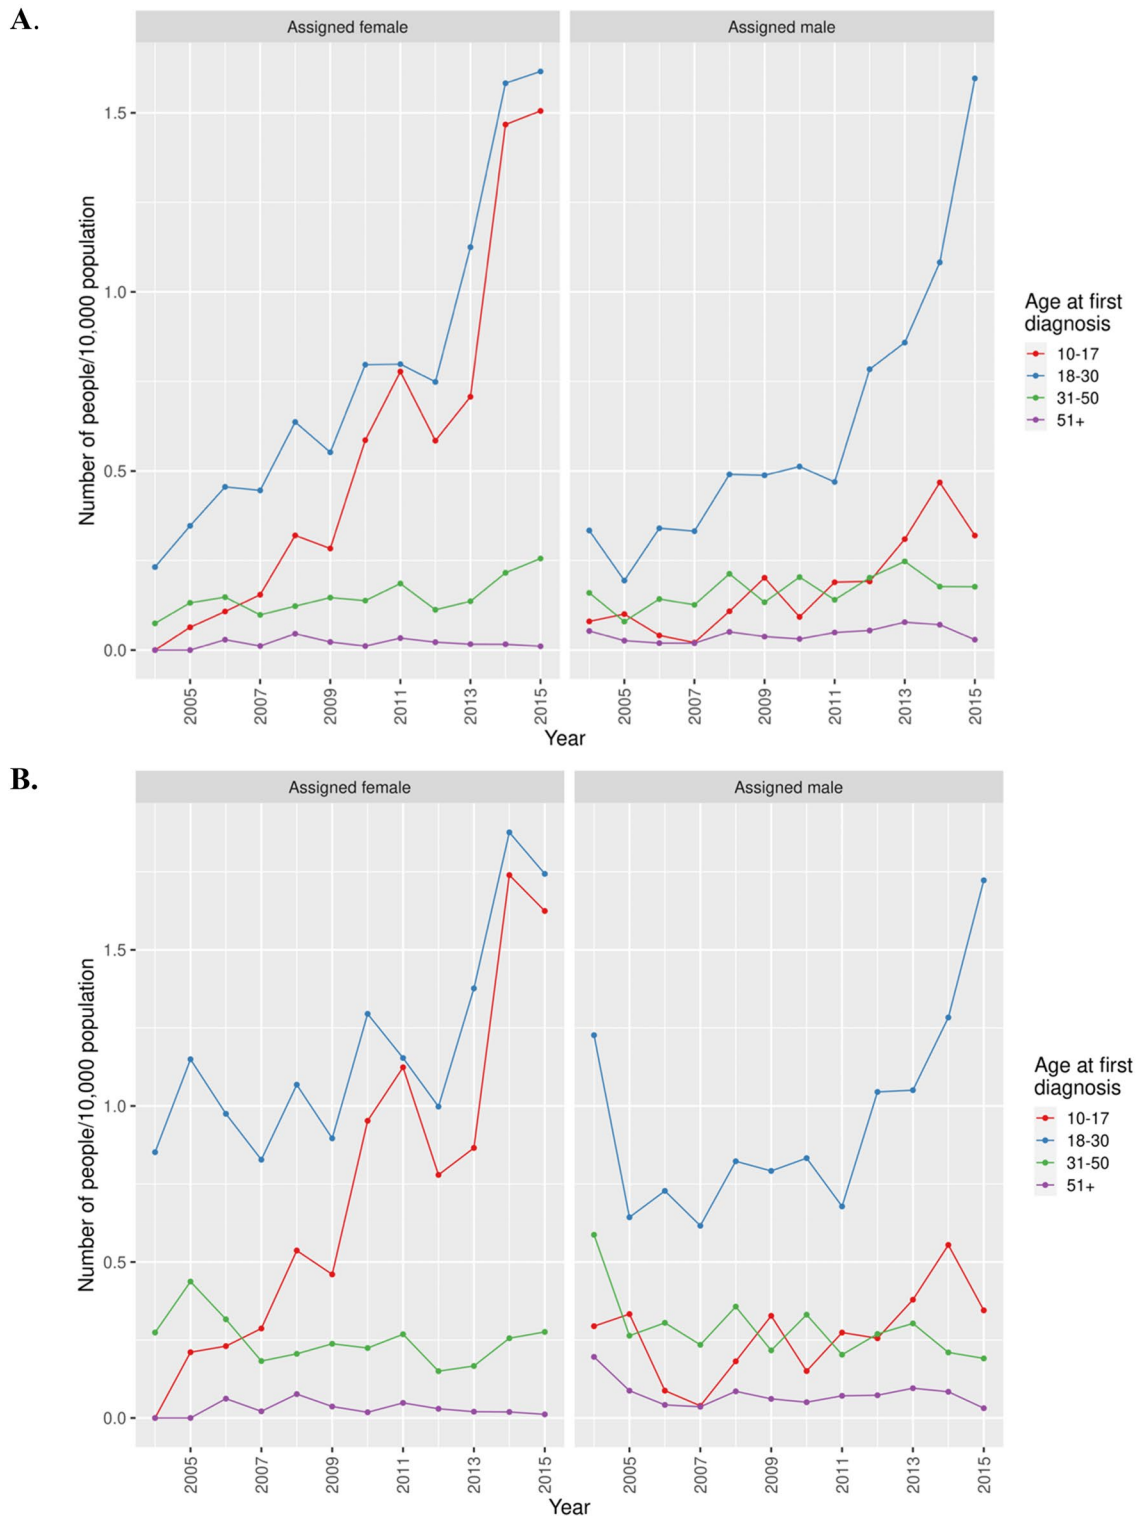 A.
Assigned female
Assigned male
Number of people/10,000 population
1.5
1.0
0.5
0.0
2005
2007
2009
2011
2013
2015
2005
2007
2009
2011
2013
2015
Year
Age at first
diagnosis
10-17
18-30
31-50
51+
B.
Assigned female
Assigned male
Number of people/10,000 population
1.5
1.0
0.5
0.0
2005
2007
2009
2011
2013
2015
2005
2007
2009
2011
2013
2015
Year
Age at first
diagnosis
10-17
18-30
31-50
51+